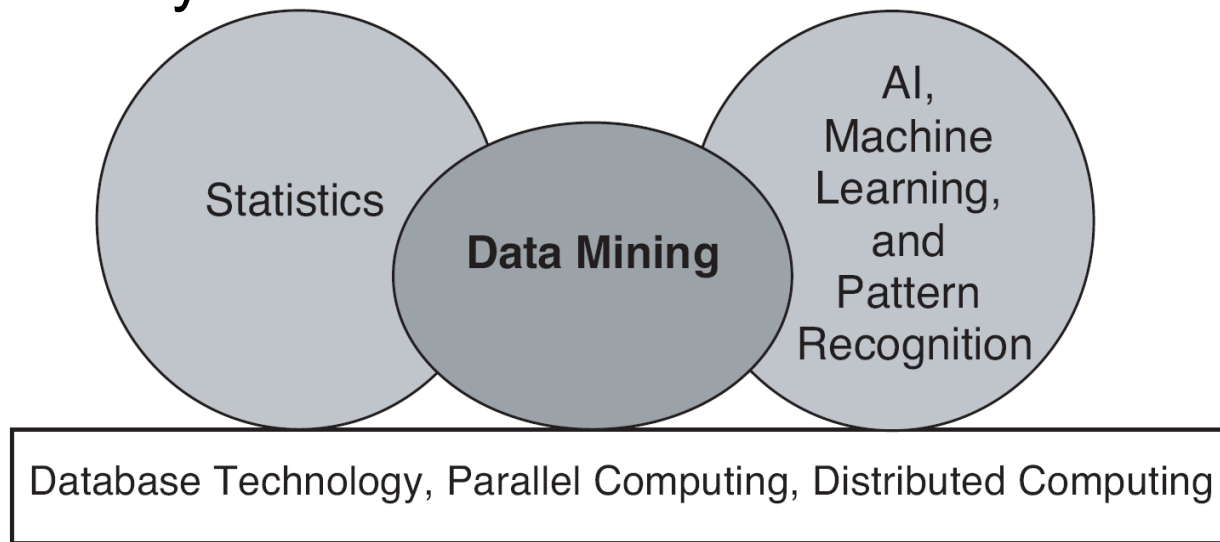 Statistics
Data Mining
AI,
Machine
Learning,
and
Pattern
Recognition
Database Technology, Parallel Computing, Distributed Computing